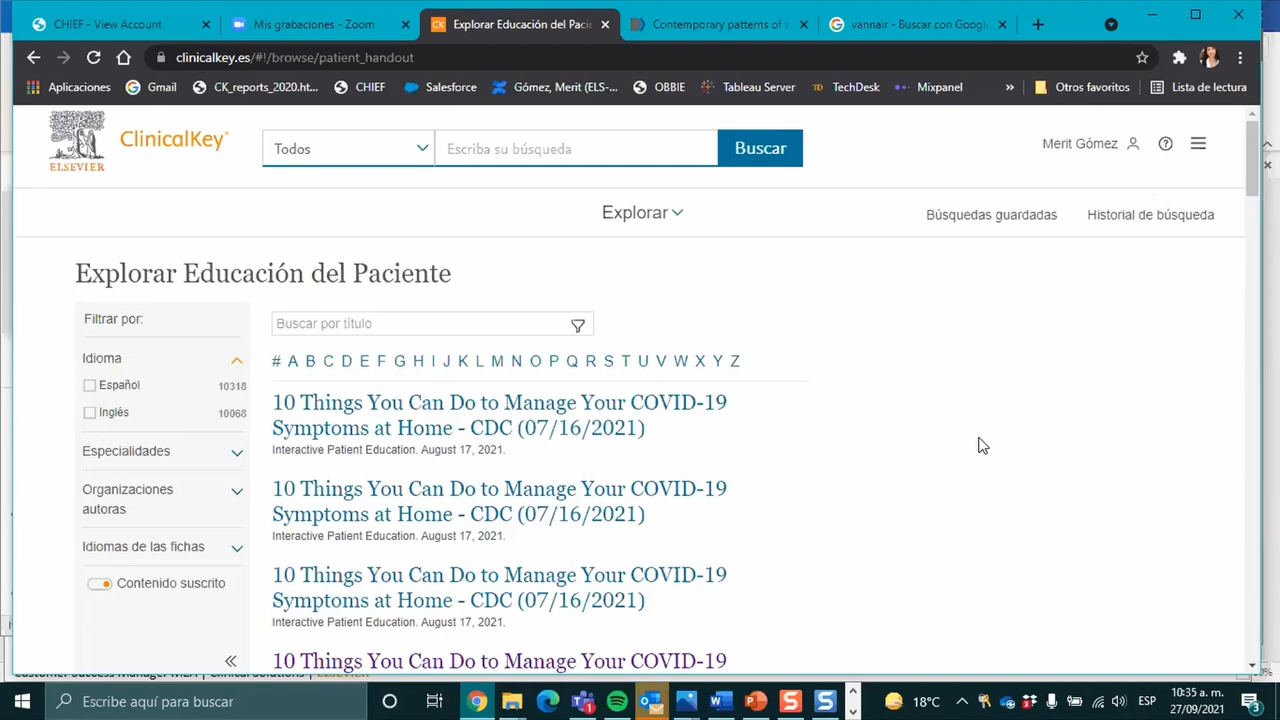 CHIEF - View Account
Mis grabaciones - Zoom
Explorar Educación del Pacie
Contemporary patterns of s
vannair - Buscar con Google
clinicalkey.es/#!/browse/patient_handout
Aplicaciones
Gmail
CK_reports_2020.ht...
CHIEF
Salesforce
Gómez, Merit (ELS-...
OBBIE
Tableau Server
TechDesk
Mixpanel
»
Otros favoritos
Lista de lectura
ELSEVIER
ClinicalKey®
Todos
Escriba su búsqueda
Buscar
Merit Gómez
Explorar
Búsquedas guardadas
Historial de búsqueda
Explorar Educación del Paciente
Filtrar por:
Idioma
Español 10318
Inglés 10068
Especialidades
Organizaciones
autoras
Idiomas de las fichas
Contenido suscrito
Buscar por título
# A B C D E F G H I J K L M N O P Q R S T U V W X Y Z
10 Things You Can Do to Manage Your COVID-19
Symptoms at Home - CDC (07/16/2021)
Interactive Patient Education. August 17, 2021.
10 Things You Can Do to Manage Your COVID-19
Symptoms at Home - CDC (07/16/2021)
Interactive Patient Education. August 17, 2021.
10 Things You Can Do to Manage Your COVID-19
Symptoms at Home - CDC (07/16/2021)
Interactive Patient Education. August 17, 2021.
10 Things You Can Do to Manage Your COVID-19
Escribe aquí para buscar
18°C
ESP
10:35 a. m.
27/09/2021